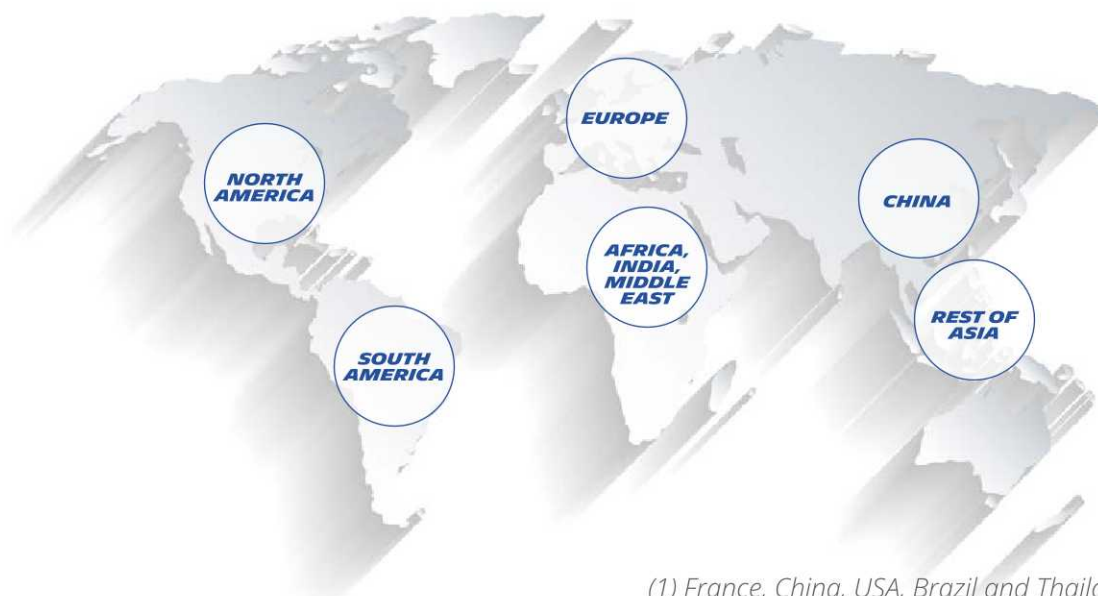 EUROPE
NORTH
AMERICA
CHINA
AFRICA,
INDIA,
MIDDLE
EAST
REST OF
ASIA
SOUTH
AMERICA
(1) France, China, USA, Brazil and